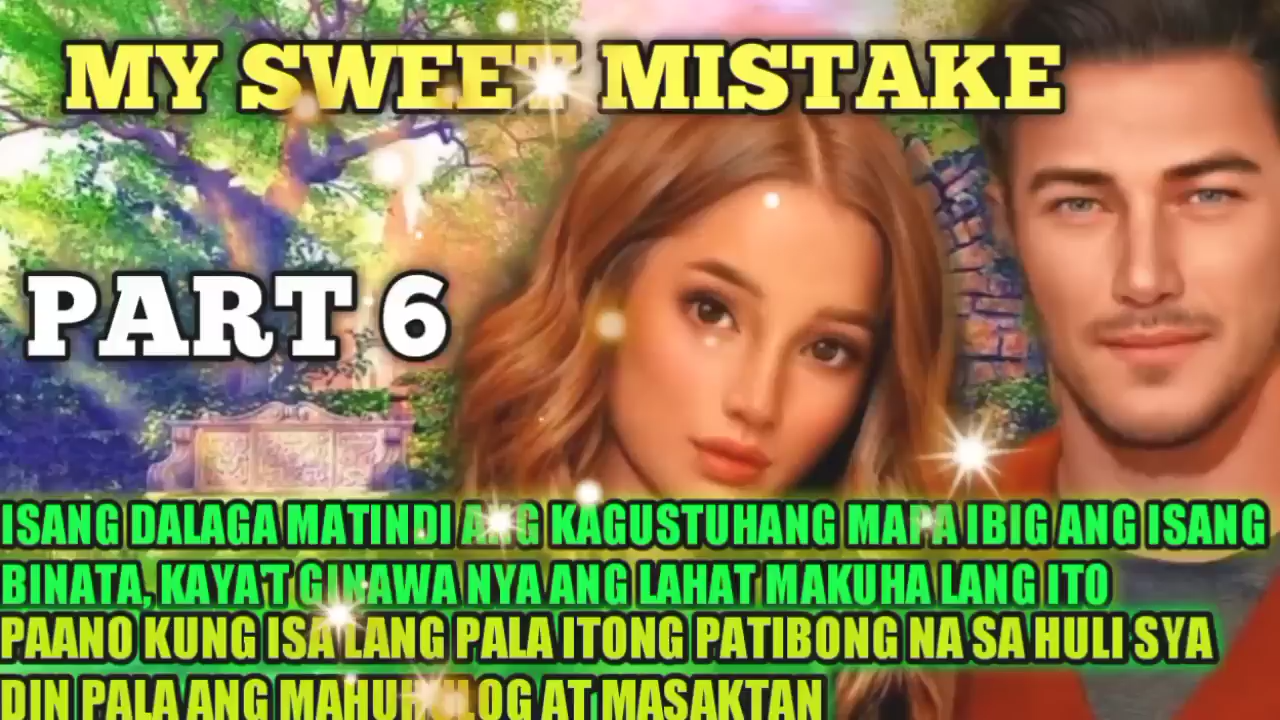 MY SWEET MISTAKE
PART 6
ISANG DALAGA MATINDI ANG KAGUSTUHANG MAPA IBIG ANG ISANG
BINATA, KAYA'T GINAWA NYA ANG LAHAT MAKUHA LANG ITO
PAANO KUNG ISA LANG PALA ITONG PATIBONG NA SA HULI SYA
DIN PALA ANG MAHUHULOG AT MASAKTAN